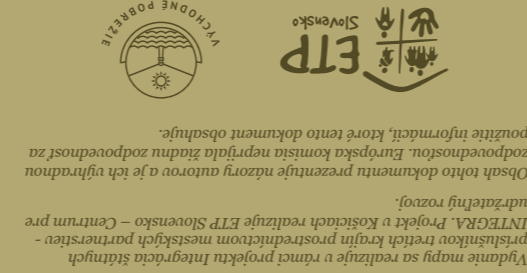 Vydanie mapy sa realizuje v rámci projektu Integrácia štátnych
príslušníkov tretích krajín prostredníctvom mestských partnerstiev -
INTEGRA. Projekt v Košiciach realizuje ETP Slovensko – Centrum pre
udržateľný rozvoj.
Obsah tohto dokumentu prezentuje názory autorov a je ich výhradnou
zodpovednosťou. Európska komisia neprijala žiadnu zodpovednosť za
použitie informácií, ktoré tento dokument obsahuje.
ETP
Slovensko
VÝCHODNÉ POBREŽIE